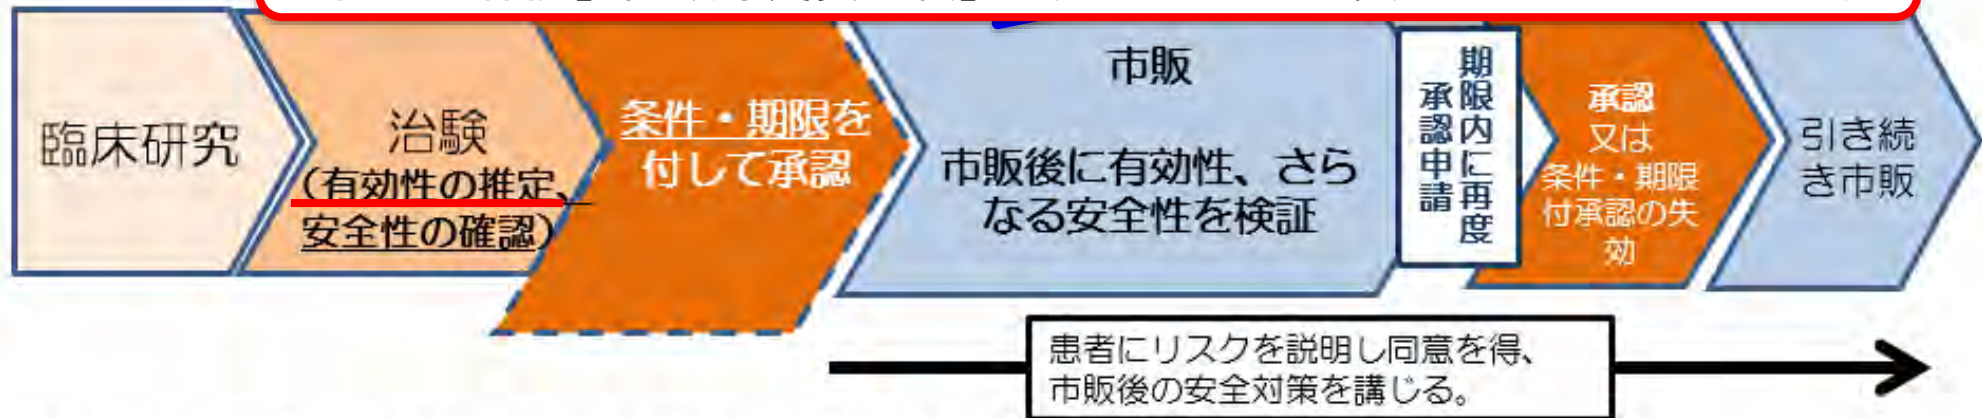 臨床研究
治験
（有効性の推定、
安全性の確認）
条件・期限を
付して承認
市販
市販後に有効性、さら
なる安全性を検証
期限内に再度
承認申請
承認
又は
条件・期限
付承認の失
効
引き続
き市販
患者にリスクを説明し同意を得、
市販後の安全対策を講じる。